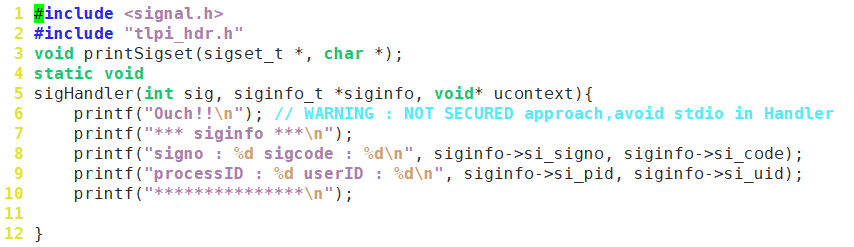 1 #include <signal.h>
2 #include "tlpi_hdr.h"
3 void printSigset(sigset_t *, char *);
4 static void
5 sigHandler(int sig, siginfo_t *siginfo, void* ucontext){
6     printf("Ouch!!\n"); // WARNING : NOT SECURED approach,avoid stdio in Handler
7     printf("*** siginfo ***\n");
8     printf("signo : %d sigcode : %d\n", siginfo->si_signo, siginfo->si_code);
9     printf("processID : %d userID : %d\n", siginfo->si_pid, siginfo->si_uid);
10     printf("***************\n");
11
12 }